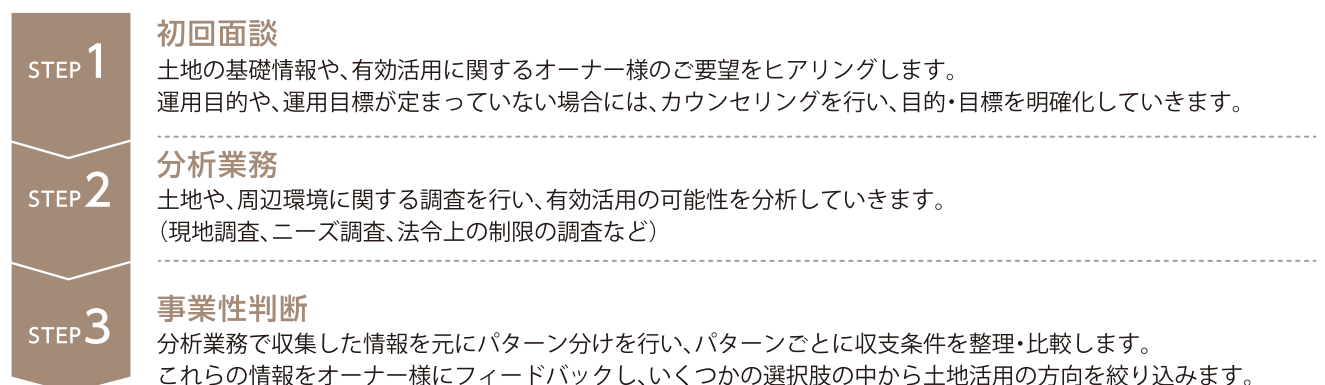 STEP 1
初回面談
土地の基礎情報や、有効活用に関するオーナー様のご要望をヒアリングします。
運用目的や、運用目標が定まっていない場合には、カウンセリングを行い、目的・目標を明確化していきます。
STEP 2
分析業務
土地や、周辺環境に関する調査を行い、有効活用の可能性を分析していきます。
（現地調査、ニーズ調査、法令上の制限の調査など）
STEP 3
事業性判断
分析業務で収集した情報を元にパターン分けを行い、パターンごとに収支条件を整理・比較します。
これらの情報をオーナー様にフィードバックし、いくつかの選択肢の中から土地活用の方向を絞り込みます。